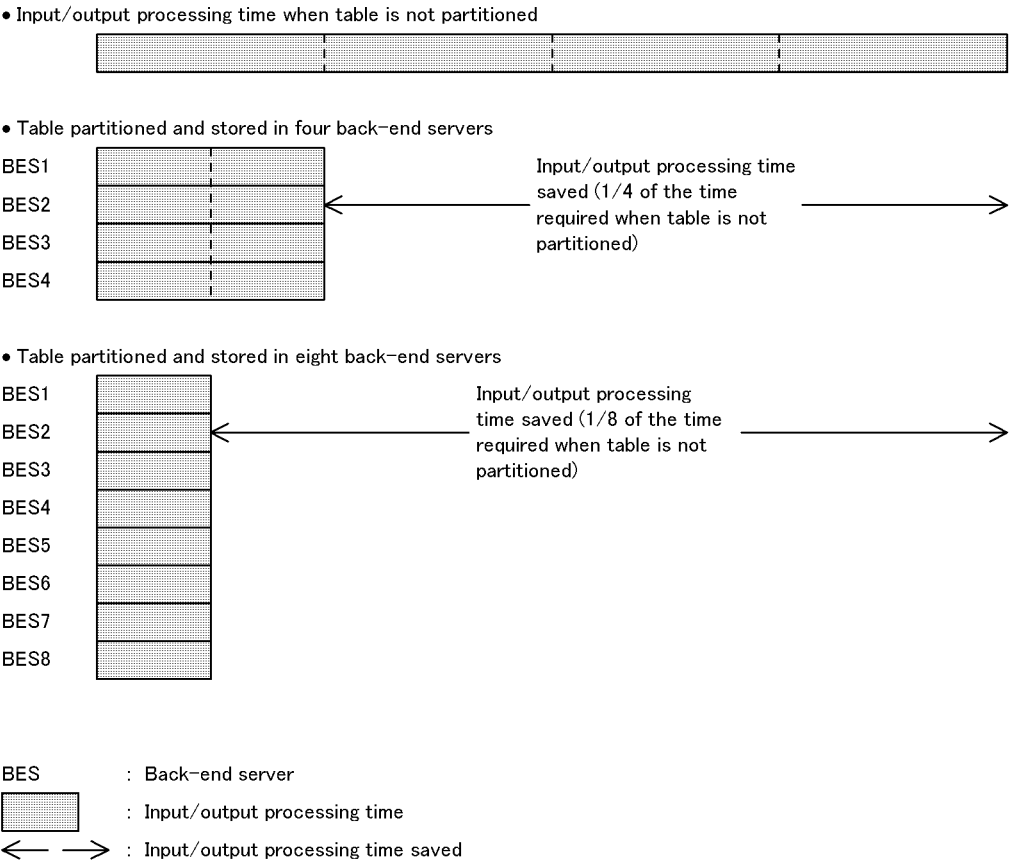 • Input/output processing time when table is not partitioned
• Table partitioned and stored in four back-end servers
BES1
BES2
BES3
BES4
Input/output processing time
saved (1/4 of the time
required when table is not
partitioned)
• Table partitioned and stored in eight back-end servers
BES1
BES2
BES3
BES4
BES5
BES6
BES7
BES8
Input/output processing
time saved (1/8 of the time
required when table is not
partitioned)
BES : Back-end server
: Input/output processing time
: Input/output processing time saved